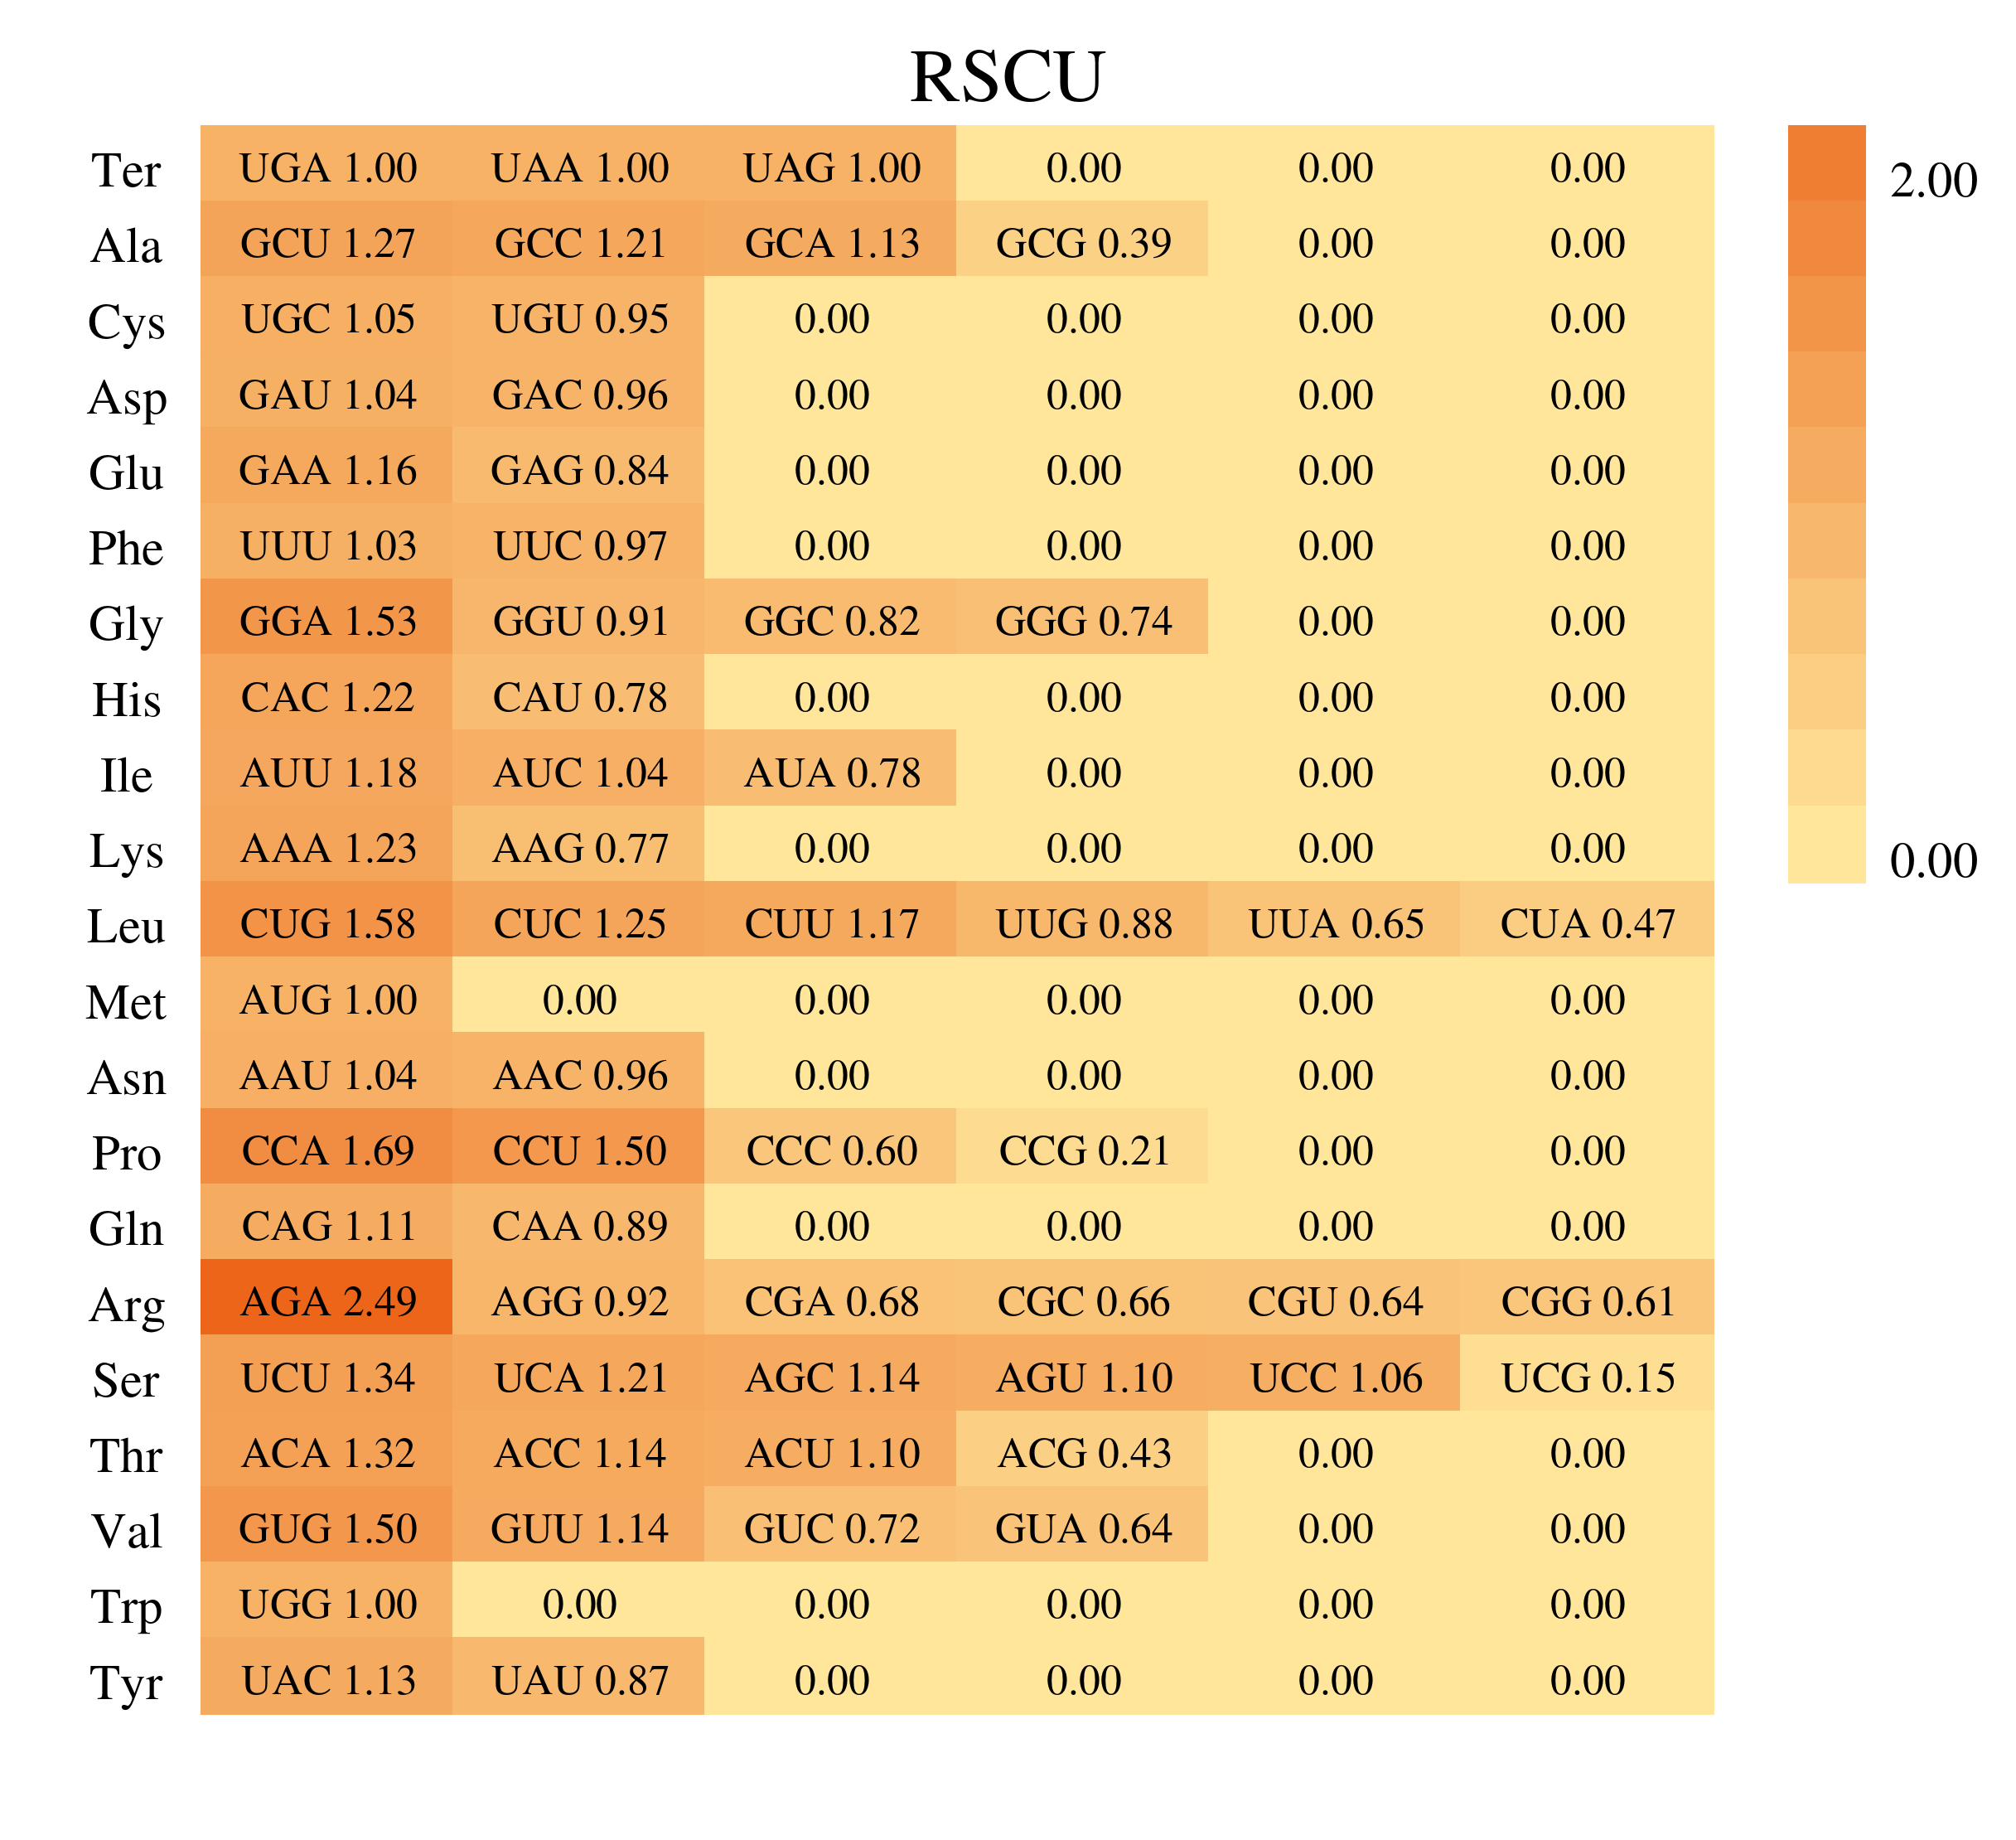 RSCU
Ter UGA 1.00 UAA 1.00 UAG 1.00 0.00 0.00 0.00 2.00
Ala GCU 1.27 GCC 1.21 GCA 1.13 GCG 0.39 0.00 0.00
Cys UGC 1.05 UGU 0.95 0.00 0.00 0.00 0.00
Asp GAU 1.04 GAC 0.96 0.00 0.00 0.00 0.00
Glu GAA 1.16 GAG 0.84 0.00 0.00 0.00 0.00
Phe UUU 1.03 UUC 0.97 0.00 0.00 0.00 0.00
Gly GGA 1.53 GGU 0.91 GGC 0.82 GGG 0.74 0.00 0.00
His CAC 1.22 CAU 0.78 0.00 0.00 0.00 0.00
Ile AUU 1.18 AUC 1.04 AUA 0.78 0.00 0.00 0.00
Lys AAA 1.23 AAG 0.77 0.00 0.00 0.00 0.00 0.00
Leu CUG 1.58 CUC 1.25 CUU 1.17 UUG 0.88 UUA 0.65 CUA 0.47
Met AUG 1.00 0.00 0.00 0.00 0.00 0.00
Asn AAU 1.04 AAC 0.96 0.00 0.00 0.00 0.00
Pro CCA 1.69 CCU 1.50 CCC 0.60 CCG 0.21 0.00 0.00
Gln CAG 1.11 CAA 0.89 0.00 0.00 0.00 0.00
Arg AGA 2.49 AGG 0.92 CGA 0.68 CGC 0.66 CGU 0.64 CGG 0.61
Ser UCU 1.34 UCA 1.21 AGC 1.14 AGU 1.10 UCC 1.06 UCG 0.15
Thr ACA 1.32 ACC 1.14 ACU 1.10 ACG 0.43 0.00 0.00
Val GUG 1.50 GUU 1.14 GUC 0.72 GUA 0.64 0.00 0.00
Trp UGG 1.00 0.00 0.00 0.00 0.00 0.00
Tyr UAC 1.13 UAU 0.87 0.00 0.00 0.00 0.00